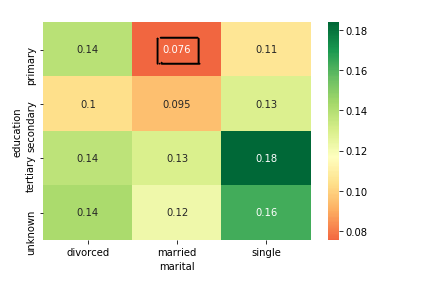 0.18
0.14
0.076
0.11
0.16
primary
0.1
0.095
0.13
0.14
secondary
education
0.12
0.14
0.13
0.18
tertiary
0.10
0.14
0.12
0.16
unknown
0.08
divorced
married
single
marital